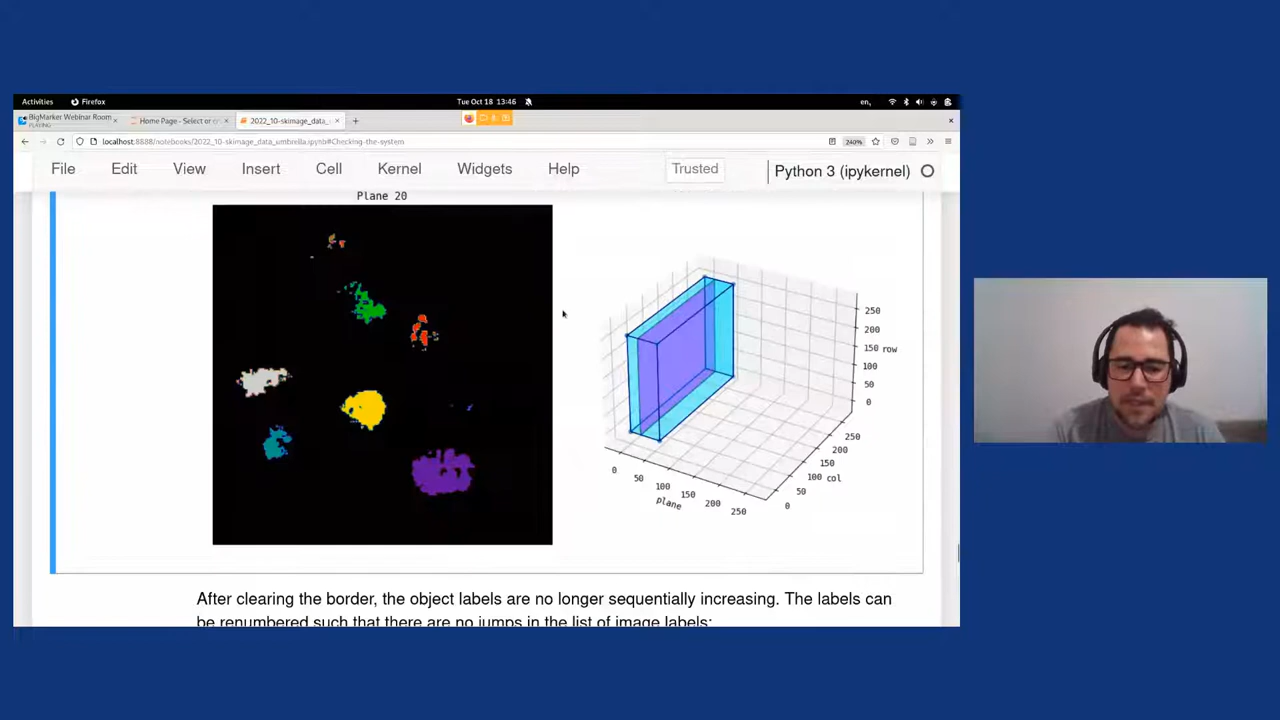 Activities Firefox Tue Oct 18 13:46 en
BigMarker Webinar Room
PLAYING
Home Page - Select or cr
2022_10-skimage_data_
localhost:8888/notebooks/2022_10-skimage_data_umbrella.ipynb#Checking-the-system 240%
File Edit View Insert Cell Kernel Widgets Help Trusted Python 3 (ipykernel)
Plane 20
250
200
150 row
100
50
0
0 50 100 150 200 250
plane
0 50 100 150 200 250
col
After clearing the border, the object labels are no longer sequentially increasing. The labels can
be renumbered such that there are no jumps in the list of image labels: